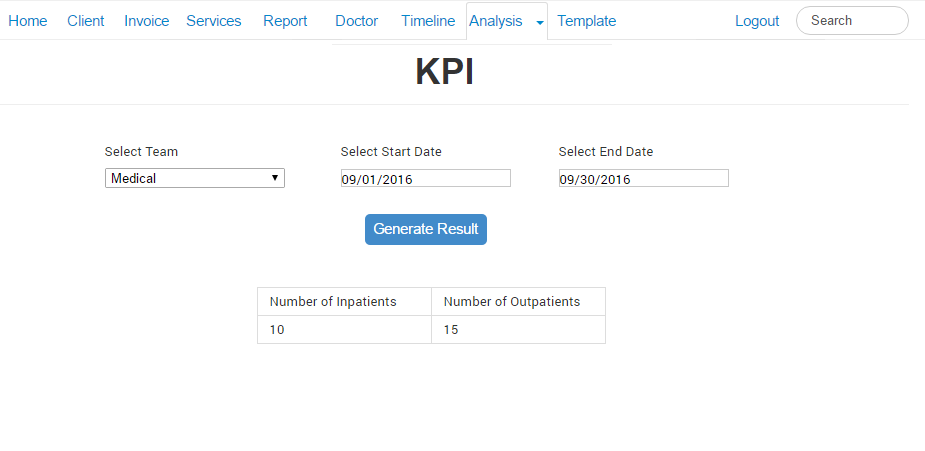 Home Client Invoice Services Report Doctor Timeline Analysis Template Logout Search
KPI
Select Team Select Start Date Select End Date
Medical 09/01/2016 09/30/2016
Generate Result
Number of Inpatients Number of Outpatients
10 15